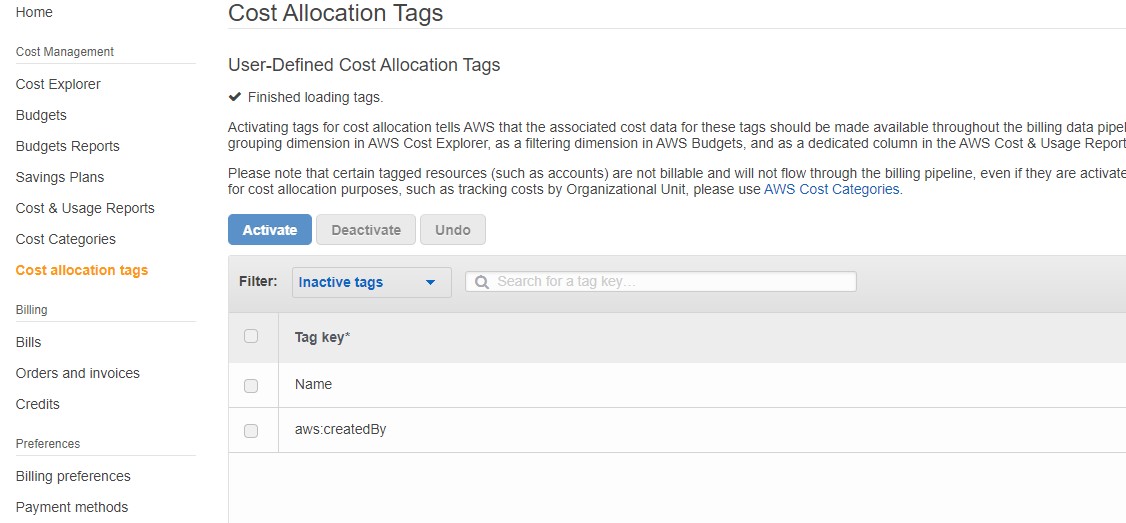 Home
Cost Management
Cost Explorer
Budgets
Budgets Reports
Savings Plans
Cost & Usage Reports
Cost Categories
Cost allocation tags
Billing
Bills
Orders and invoices
Credits
Preferences
Billing preferences
Payment methods
Cost Allocation Tags
User-Defined Cost Allocation Tags
Finished loading tags.
Activating tags for cost allocation tells AWS that the associated cost data for these tags should be made available throughout the billing data pipel
grouping dimension in AWS Cost Explorer, as a filtering dimension in AWS Budgets, and as a dedicated column in the AWS Cost & Usage Report
Please note that certain tagged resources (such as accounts) are not billable and will not flow through the billing pipeline, even if they are activate
for cost allocation purposes, such as tracking costs by Organizational Unit, please use AWS Cost Categories.
Activate Deactivate Undo
Filter: Inactive tags Search for a tag key...
Tag key*
Name
aws:createdBy